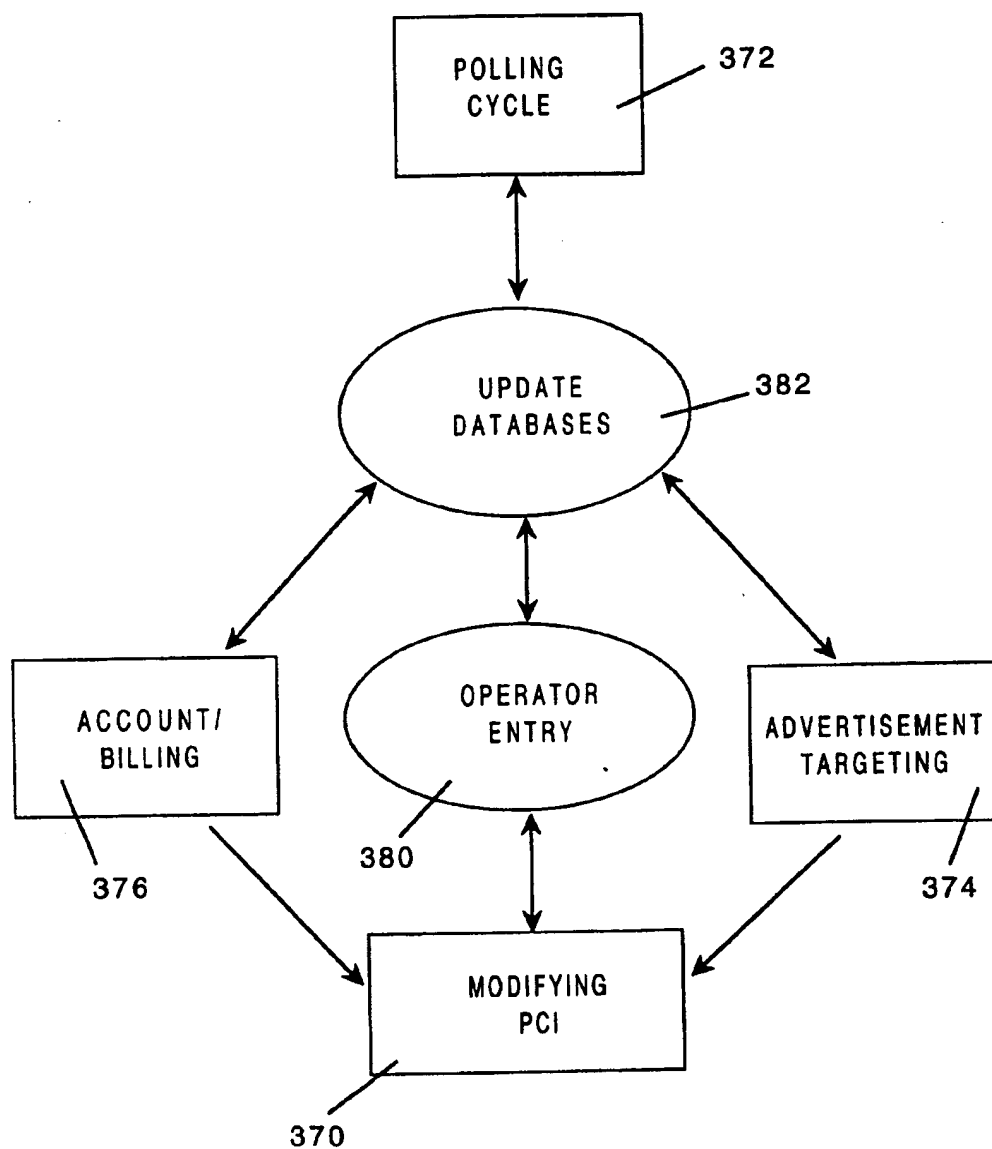 POLLING
CYCLE
372
UPDATE
DATABASES
382
ACCOUNT/
BILLING
376
OPERATOR
ENTRY
380
ADVERTISEMENT
TARGETING
374
MODIFYING
PCI
370